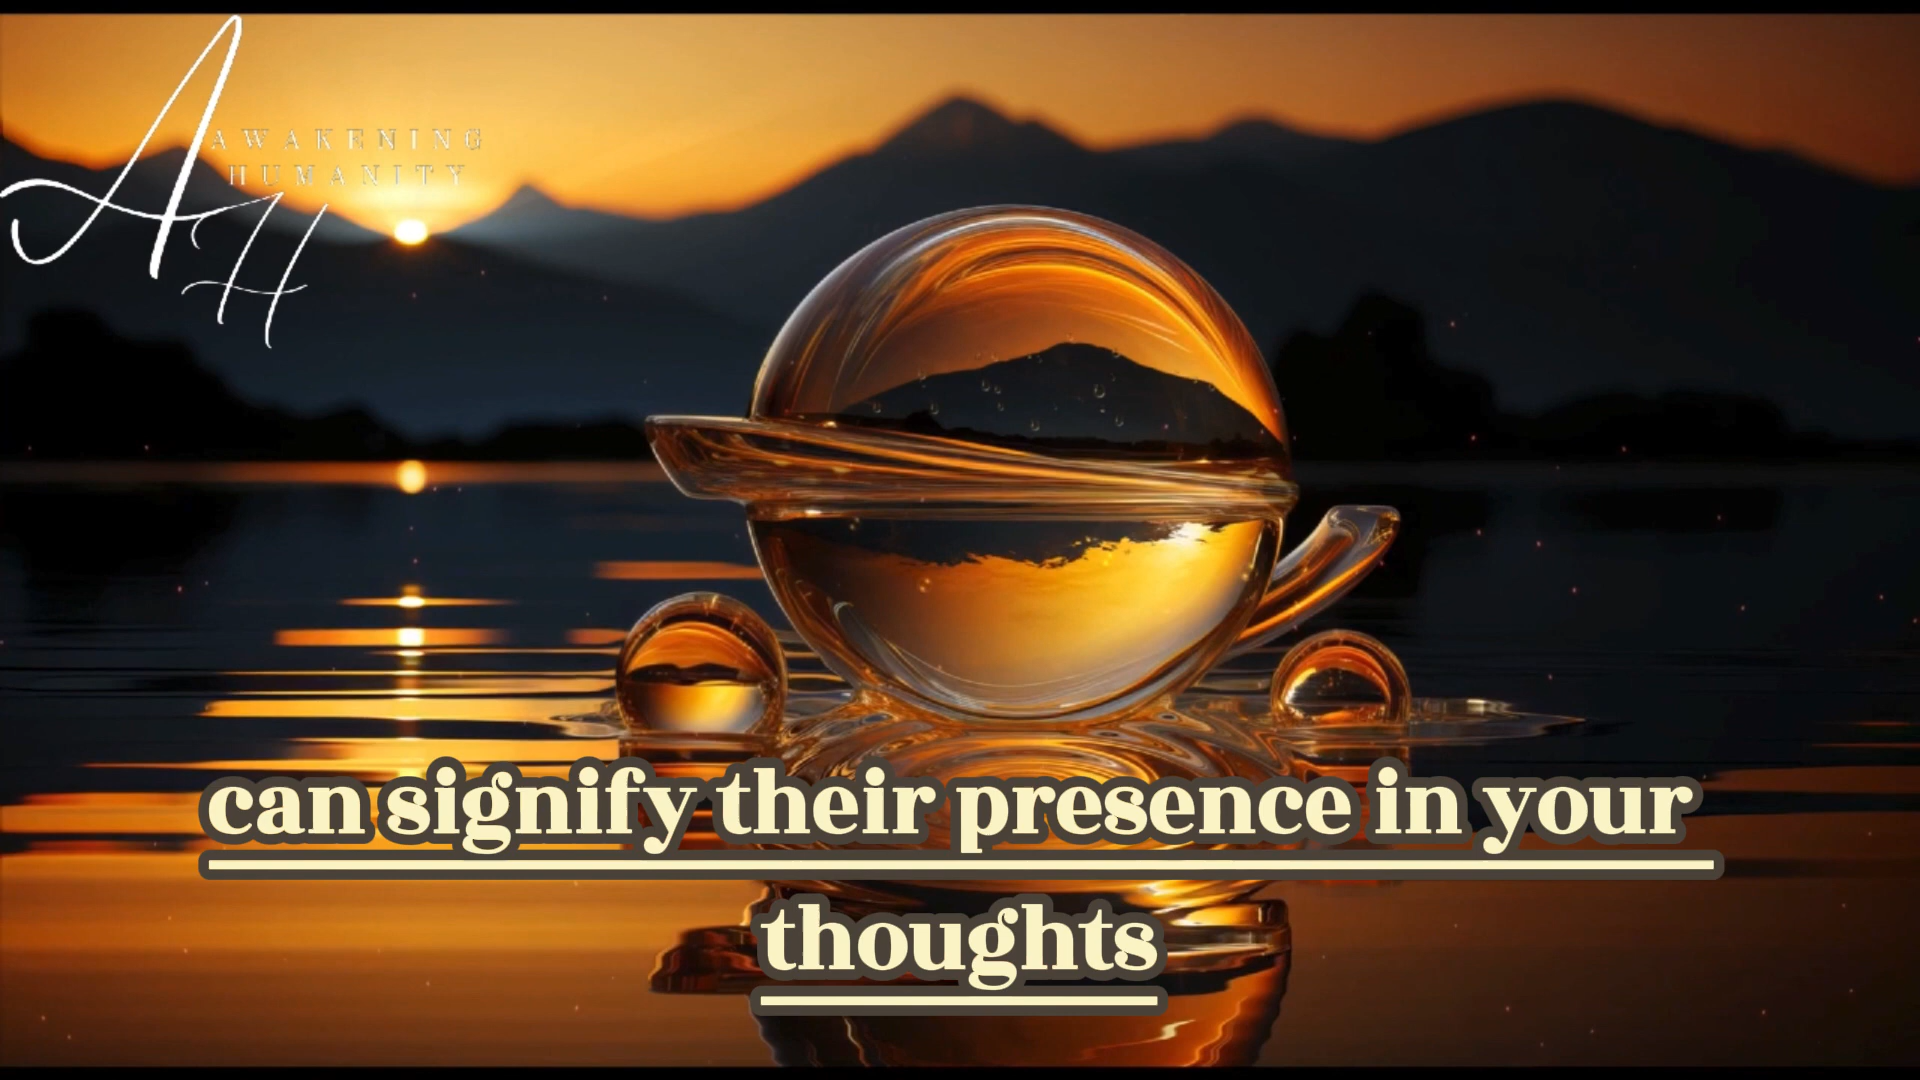 AWAKENING
HUMANITY
AH
can signify their presence in your
thoughts